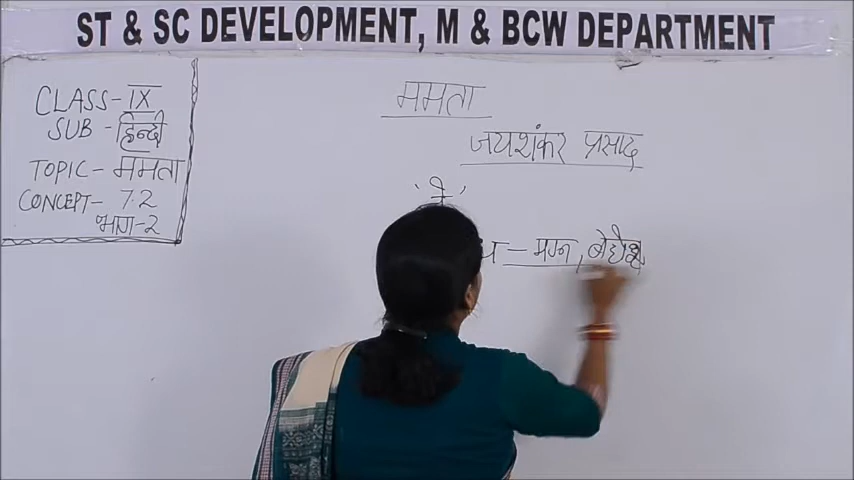 ST & SC DEVELOPMENT, M & BCW DEPARTMENT
CLASS-IX
SUB - हिन्दी
TOPIC- ममता
CONCEPT- 7.2
भाग-2
ममता
जयशंकर प्रसाद
- मग्न,